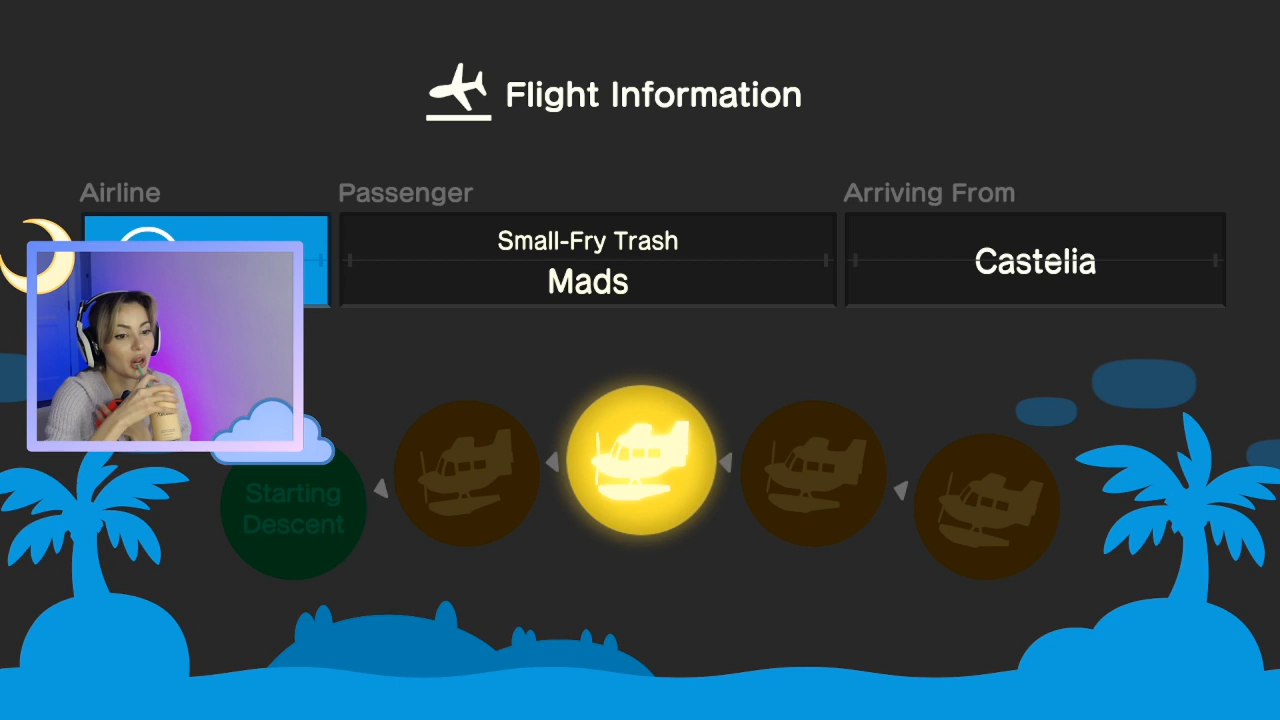 Flight Information
Airline
Passenger
Arriving From
Small-Fry Trash
Mads
Castelia
Starting
Descent